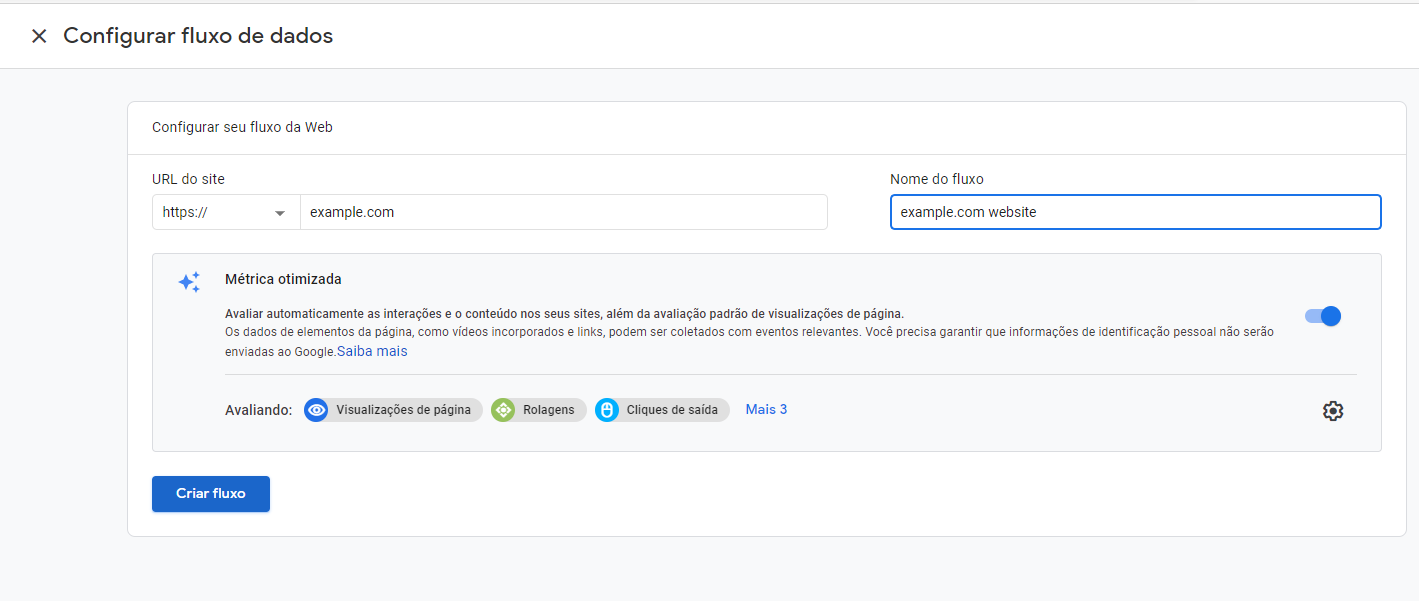 Configurar fluxo de dados
Configurar seu fluxo da Web
URL do site
Nome do fluxo
https://
example.com
example.com website
Métrica otimizada
Avaliar automaticamente as interações e o conteúdo nos seus sites, além da avaliação padrão de visualizações de página.
Os dados de elementos da página, como vídeos incorporados e links, podem ser coletados com eventos relevantes. Você precisa garantir que informações de identificação pessoal não serão
enviadas ao Google.Saiba mais
Avaliando:
Visualizações de página
Rolagens
Cliques de saída
Mais 3
Criar fluxo